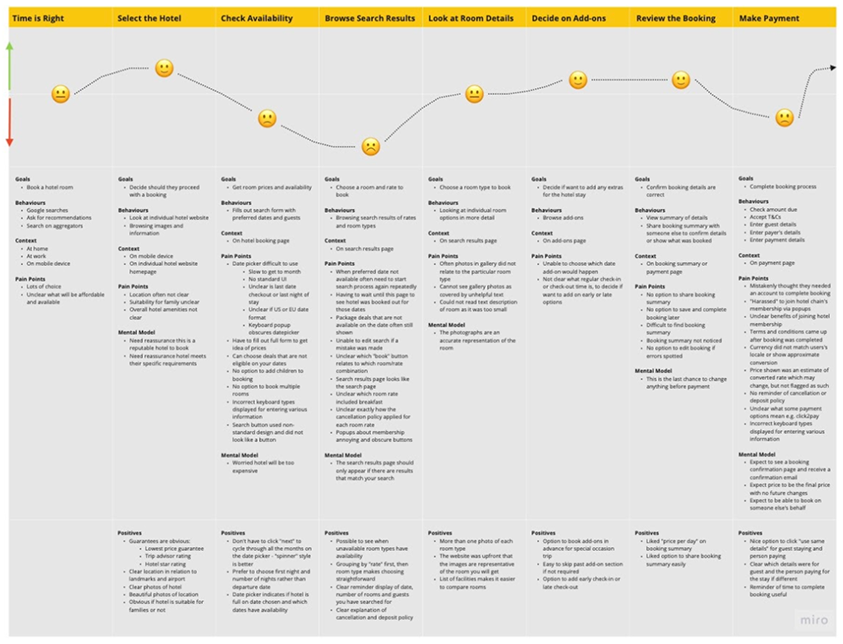 Time is Right
Select the Hotel
Check Availability
Browse Search Results
Look at Room Details
Decide on Add-ons
Review the Booking
Make Payment
Goals
Book a hotel room
Behaviours
Google searches
Ask for recommendations
Search on aggregators
Context
At home
At work
On mobile device
Pain Points
Lots of choice
Unclear what will be affordable
and available
Goals
Decide should they proceed
with a booking
Behaviours
Look at individual hotel website
Browsing images and
information
Context
On mobile device
On individual hotel website
homepage
Pain Points
Location often not clear
Suitability for family unclear
Overall hotel amenities not
clear
Mental Model
Need reassurance this is a
reputable hotel to book
Need reassurance hotel meets
their specific requirements
Positives
Guarantees are obvious:
Lowest price guarantee
Trip advisor rating
Hotel star rating
Clear location in relation to
landmarks and airport
Clear photos of hotel
Beautiful photos of location
Obvious if hotel is suitable for
families or not
Goals
Get room prices and availability
Behaviours
Fills out search form with
preferred dates and guests
Context
On hotel booking page
Pain Points
Date picker difficult to use
Slow to get to month
No standard UI
Unclear is last date
checkout or last night of
stay
Unclear if US or EU date
format
Keyboard popup
obscures datepicker
Have to fill out full form to get
idea of prices
Can choose deals that are not
eligible on your dates
No option to add children to
booking
No option to book multiple
rooms
Incorrect keyboard types
displayed for entering various
information
Search button used non-
standard design and did not
look like a button
Mental Model
Worried hotel will be too
expensive
Positives
Don't have to click "next" to
cycle through all the months on
the date picker - "spinner" style
is better
Prefer to choose first night and
number of nights rather than
departure date
Date picker indicates if hotel is
full on date chosen and which
dates have availability
Goals
Choose a room and rate to
book
Behaviours
Browsing search results of rates
and room types
Context
On search results page
Pain Points
When preferred date not
available often need to start
search process again repeatedly
Having to wait until this page to
see hotel was booked out for
those dates
Package deals that are not
available on the date often still
shown
Unable to edit search if a
mistake was made
Unclear which "book" button
relates to which room/rate
combination
Search results page looks like
the search page
Unclear which room rate
included breakfast
Unclear exactly how the
cancellation policy applied for
each room rate
Popups about membership
annoying and obscure buttons
Mental Model
The search results page should
only appear if there are results
that match your search
Positives
Possible to see when
unavailable room types have
availability
Grouping by "rate" first, then
room type makes choosing
straightforward
Clear reminder display of date,
number of rooms and guests
you have searched for
Clear explanation of
cancellation and deposit policy
Goals
Choose a room type to book
Behaviours
Looking at individual room
options in more detail
Context
On search results page
Pain Points
Often photos in gallery did not
relate to the particular room
type
Cannot see gallery photos as
covered by unhelpful text
Could not read text description
of room as it was too small
Mental Model
The photographs are an
accurate representation of the
room
Positives
More than one photo of each
room type
The website was upfront that
the images are representative
of the room you will get
List of facilities makes it easier
to compare rooms
Goals
Decide if want to add any extras
for the hotel stay
Behaviours
Browse add-ons
Context
On add-ons page
Pain Points
Unable to choose which date
add-on would happen
Not clear what regular check-in
or check-out time is, to decide if
want to add early or late options
Positives
Option to book add-ons in
advance for special occasion
trip
Easy to skip past add-on section
if not required
Option to add early check-in or
late check-out
Goals
Confirm booking details are
correct
Behaviours
View summary of details
Share booking summary with
someone else to confirm details
or show what was booked
Context
On booking summary or
payment page
Pain Points
No option to share booking
summary
No option to save and complete
booking later
Difficult to find booking
summary
Booking summary not noticed
No option to edit booking if
errors spotted
Mental Model
This is the last chance to change
anything before payment
Positives
Liked "price per day" on
booking summary
Liked option to share booking
summary easily
Goals
Complete booking process
Behaviours
Check amount due
Accept T&Cs
Enter guest details
Enter payer's details
Enter payment details
Context
On payment page
Pain Points
Mistakenly thought they needed
an account to complete booking
"Harassed" to join hotel chain's
membership via popups
Unclear benefits of joining hotel
membership
Terms and conditions came up
after booking was completed
Currency did not match users's
locale or show approximate
conversion
Price shown was an estimate of
converted rate which may
change, but not flagged as such
No reminder of cancellation or
deposit policy
Unclear what some payment
options mean e.g. click2pay
Incorrect keyboard types
displayed for entering various
information
Mental Model
Expect to see a booking
confirmation page and receive a
confirmation email
Expect price to be the final price
with no future changes
Expect to be able to book on
someone else's behalf
Positives
Nice option to click "use same
details" for guest staying and
person paying
Clear which details were for
guest and the person paying for
the stay if different
Reminder of time to complete
booking useful
miro